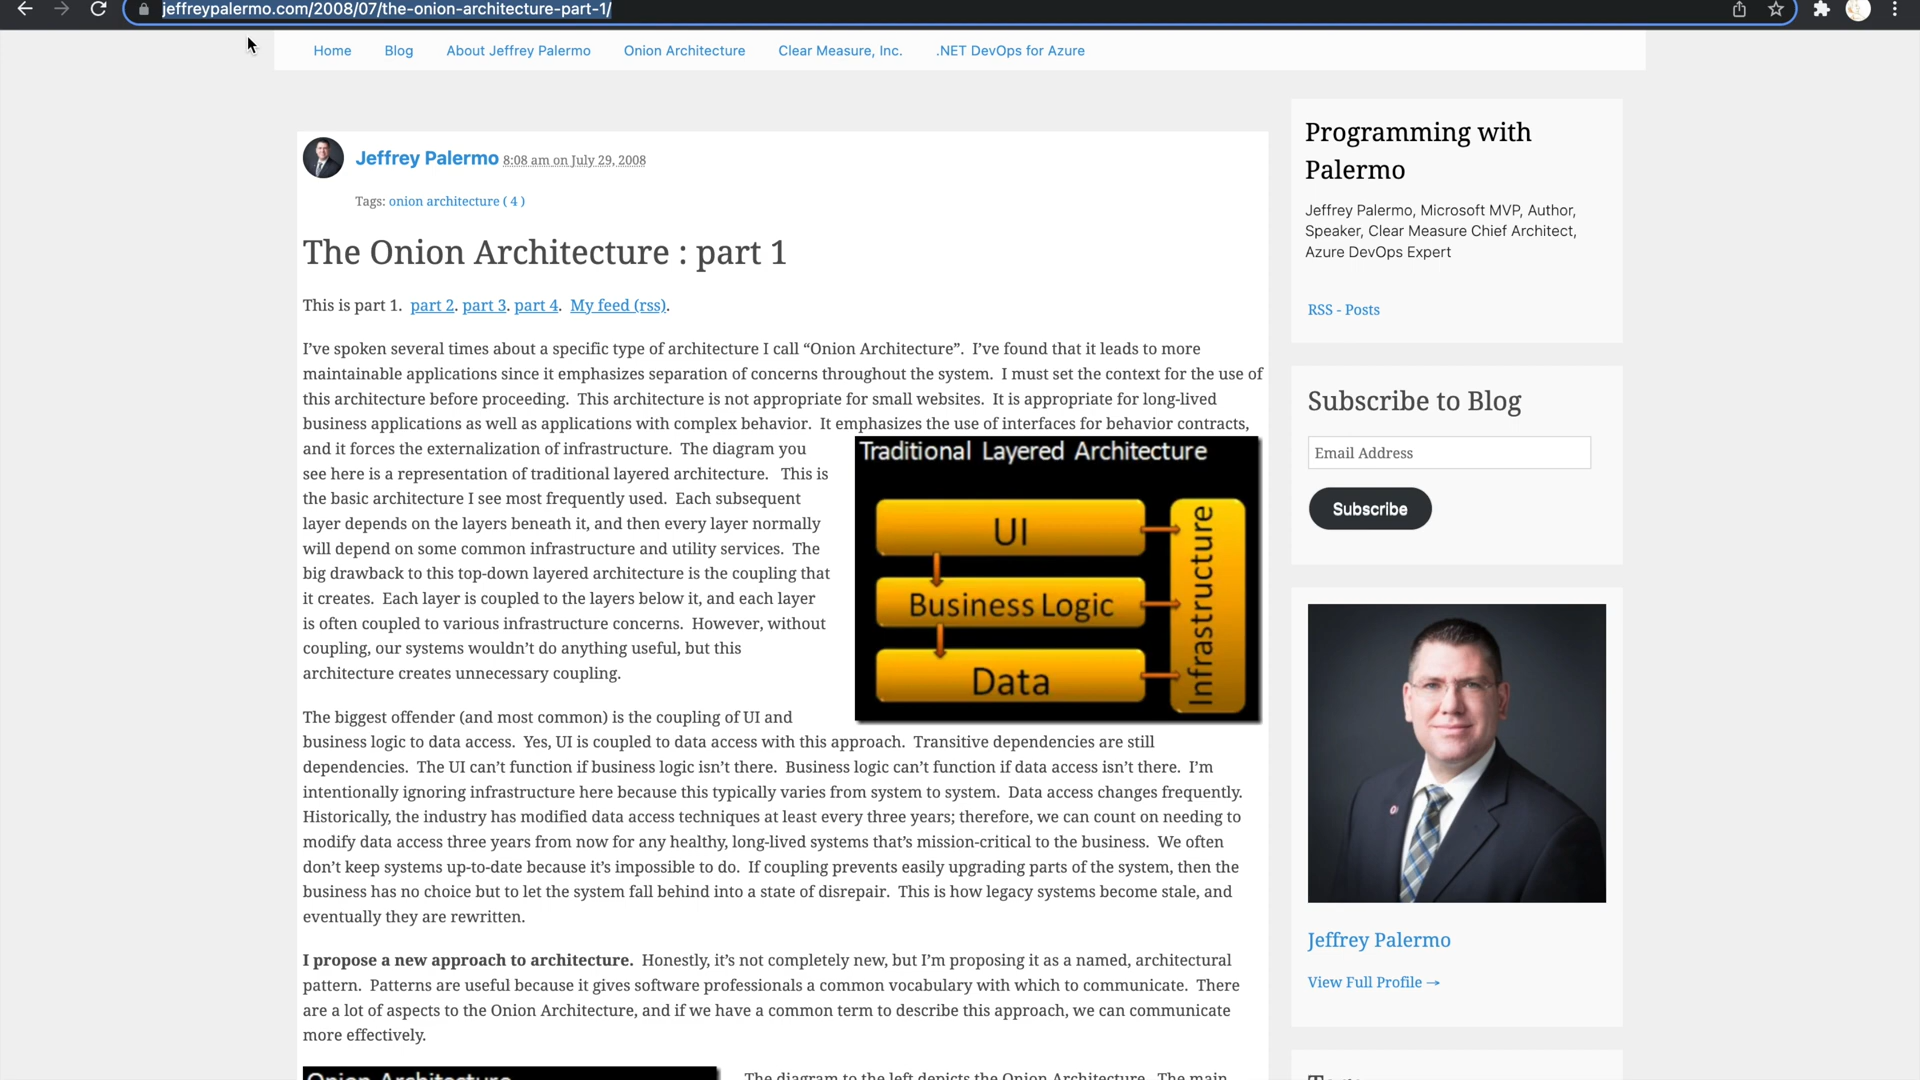 jeffreypalermo.com/2008/07/the-onion-architecture-part-1/
Home Blog About Jeffrey Palermo Onion Architecture Clear Measure, Inc. .NET DevOps for Azure
Jeffrey Palermo 8:08 am on July 29, 2008
Tags: onion architecture ( 4 )
The Onion Architecture : part 1
This is part 1. part 2. part 3. part 4. My feed (rss).
I’ve spoken several times about a specific type of architecture I call “Onion Architecture”. I’ve found that it leads to more
maintainable applications since it emphasizes separation of concerns throughout the system. I must set the context for the use of
this architecture before proceeding. This architecture is not appropriate for small websites. It is appropriate for long-lived
business applications as well as applications with complex behavior. It emphasizes the use of interfaces for behavior contracts,
and it forces the externalization of infrastructure. The diagram you
see here is a representation of traditional layered architecture. This is
the basic architecture I see most frequently used. Each subsequent
layer depends on the layers beneath it, and then every layer normally
will depend on some common infrastructure and utility services. The
big drawback to this top-down layered architecture is the coupling that
it creates. Each layer is coupled to the layers below it, and each layer
is often coupled to various infrastructure concerns. However, without
coupling, our systems wouldn’t do anything useful, but this
architecture creates unnecessary coupling.
Traditional Layered Architecture
UI
Business Logic
Data
Infrastructure
The biggest offender (and most common) is the coupling of UI and
business logic to data access. Yes, UI is coupled to data access with this approach. Transitive dependencies are still
dependencies. The UI can’t function if business logic isn’t there. Business logic can’t function if data access isn’t there. I’m
intentionally ignoring infrastructure here because this typically varies from system to system. Data access changes frequently.
Historically, the industry has modified data access techniques at least every three years; therefore, we can count on needing to
modify data access three years from now for any healthy, long-lived systems that’s mission-critical to the business. We often
don’t keep systems up-to-date because it’s impossible to do. If coupling prevents easily upgrading parts of the system, then the
business has no choice but to let the system fall behind into a state of disrepair. This is how legacy systems become stale, and
eventually they are rewritten.
I propose a new approach to architecture. Honestly, it’s not completely new, but I’m proposing it as a named, architectural
pattern. Patterns are useful because it gives software professionals a common vocabulary with which to communicate. There
are a lot of aspects to the Onion Architecture, and if we have a common term to describe this approach, we can communicate
more effectively.
Onion Architecture
The diagram to the left depicts the Onion Architecture. The main
Programming with
Palermo
Jeffrey Palermo, Microsoft MVP, Author,
Speaker, Clear Measure Chief Architect,
Azure DevOps Expert
RSS - Posts
Subscribe to Blog
Email Address
Subscribe
Jeffrey Palermo
View Full Profile →